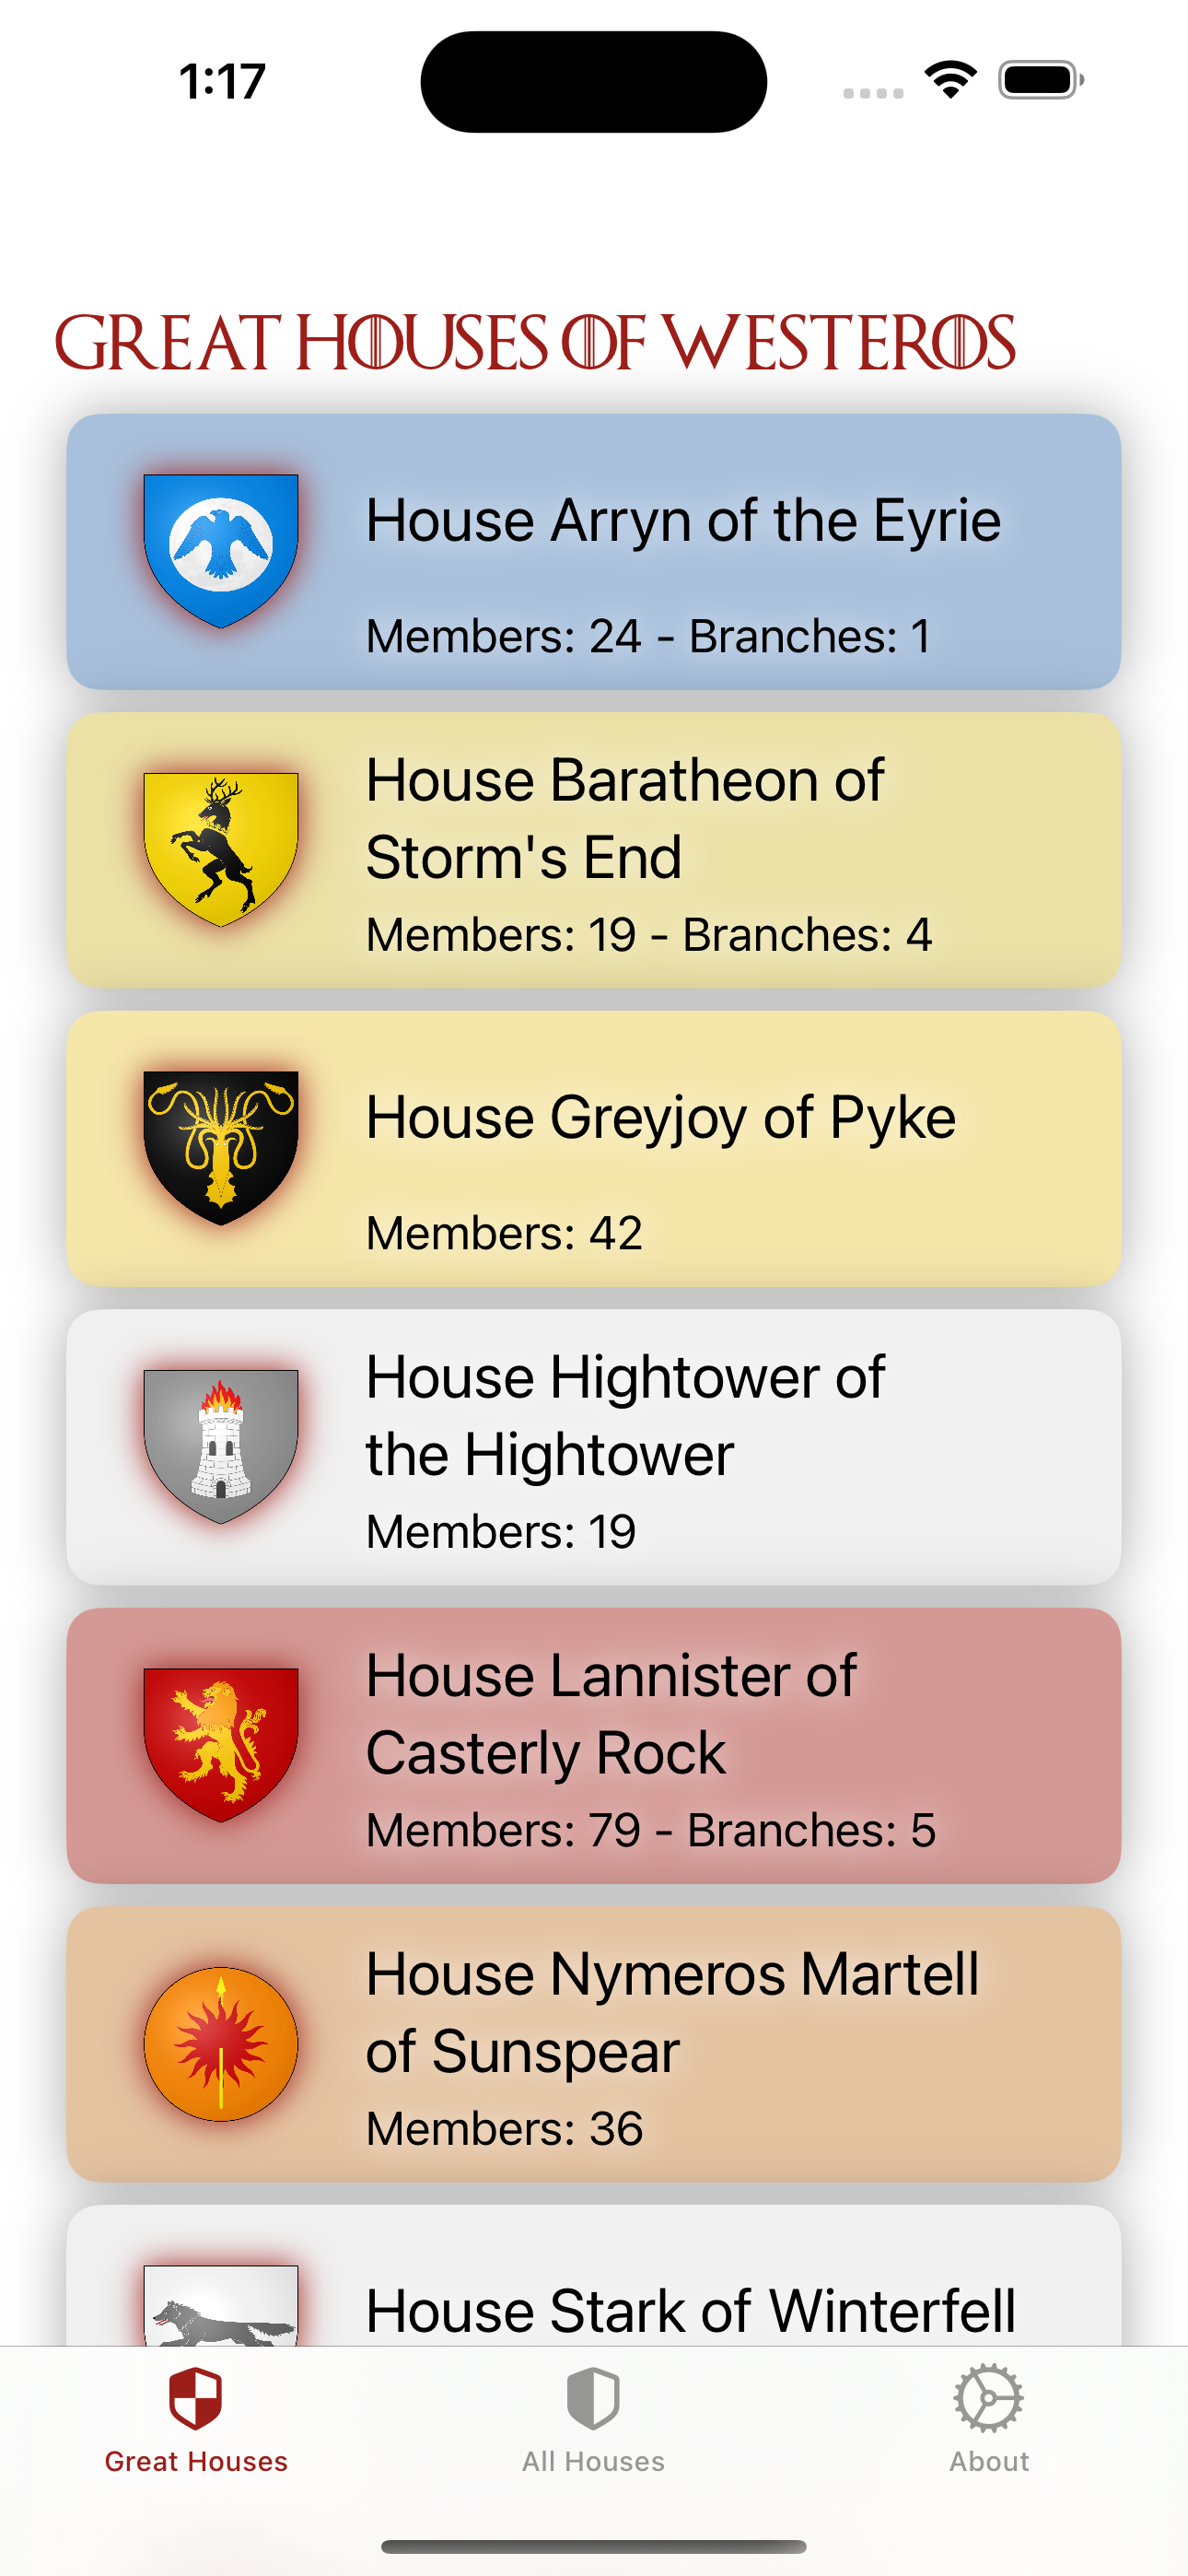 1:17
GREAT HOUSES OF WESTEROS
House Arryn of the Eyrie
Members: 24 - Branches: 1
House Baratheon of
Storm's End
Members: 19 - Branches: 4
House Greyjoy of Pyke
Members: 42
House Hightower of
the Hightower
Members: 19
House Lannister of
Casterly Rock
Members: 79 - Branches: 5
House Nymeros Martell
of Sunspear
Members: 36
House Stark of Winterfell
Great Houses
All Houses
About